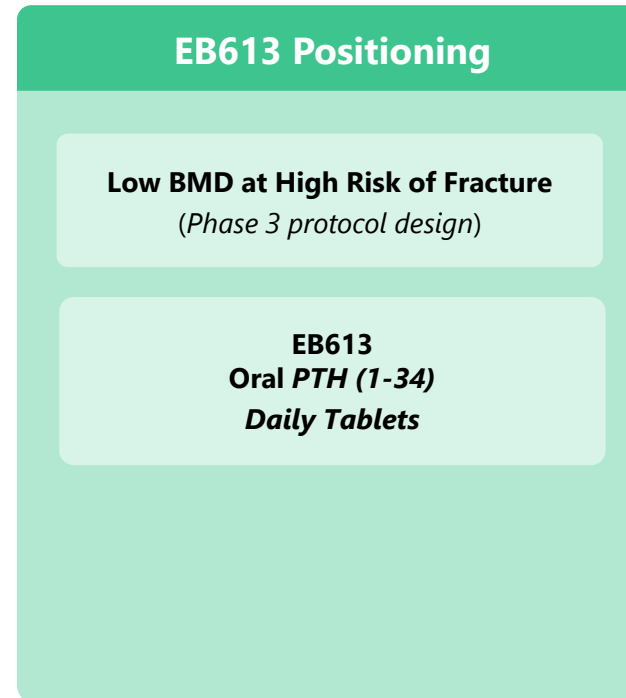 EB613 Positioning
Low BMD at High Risk of Fracture
(Phase 3 protocol design)
EB613
Oral PTH (1-34)
Daily Tablets